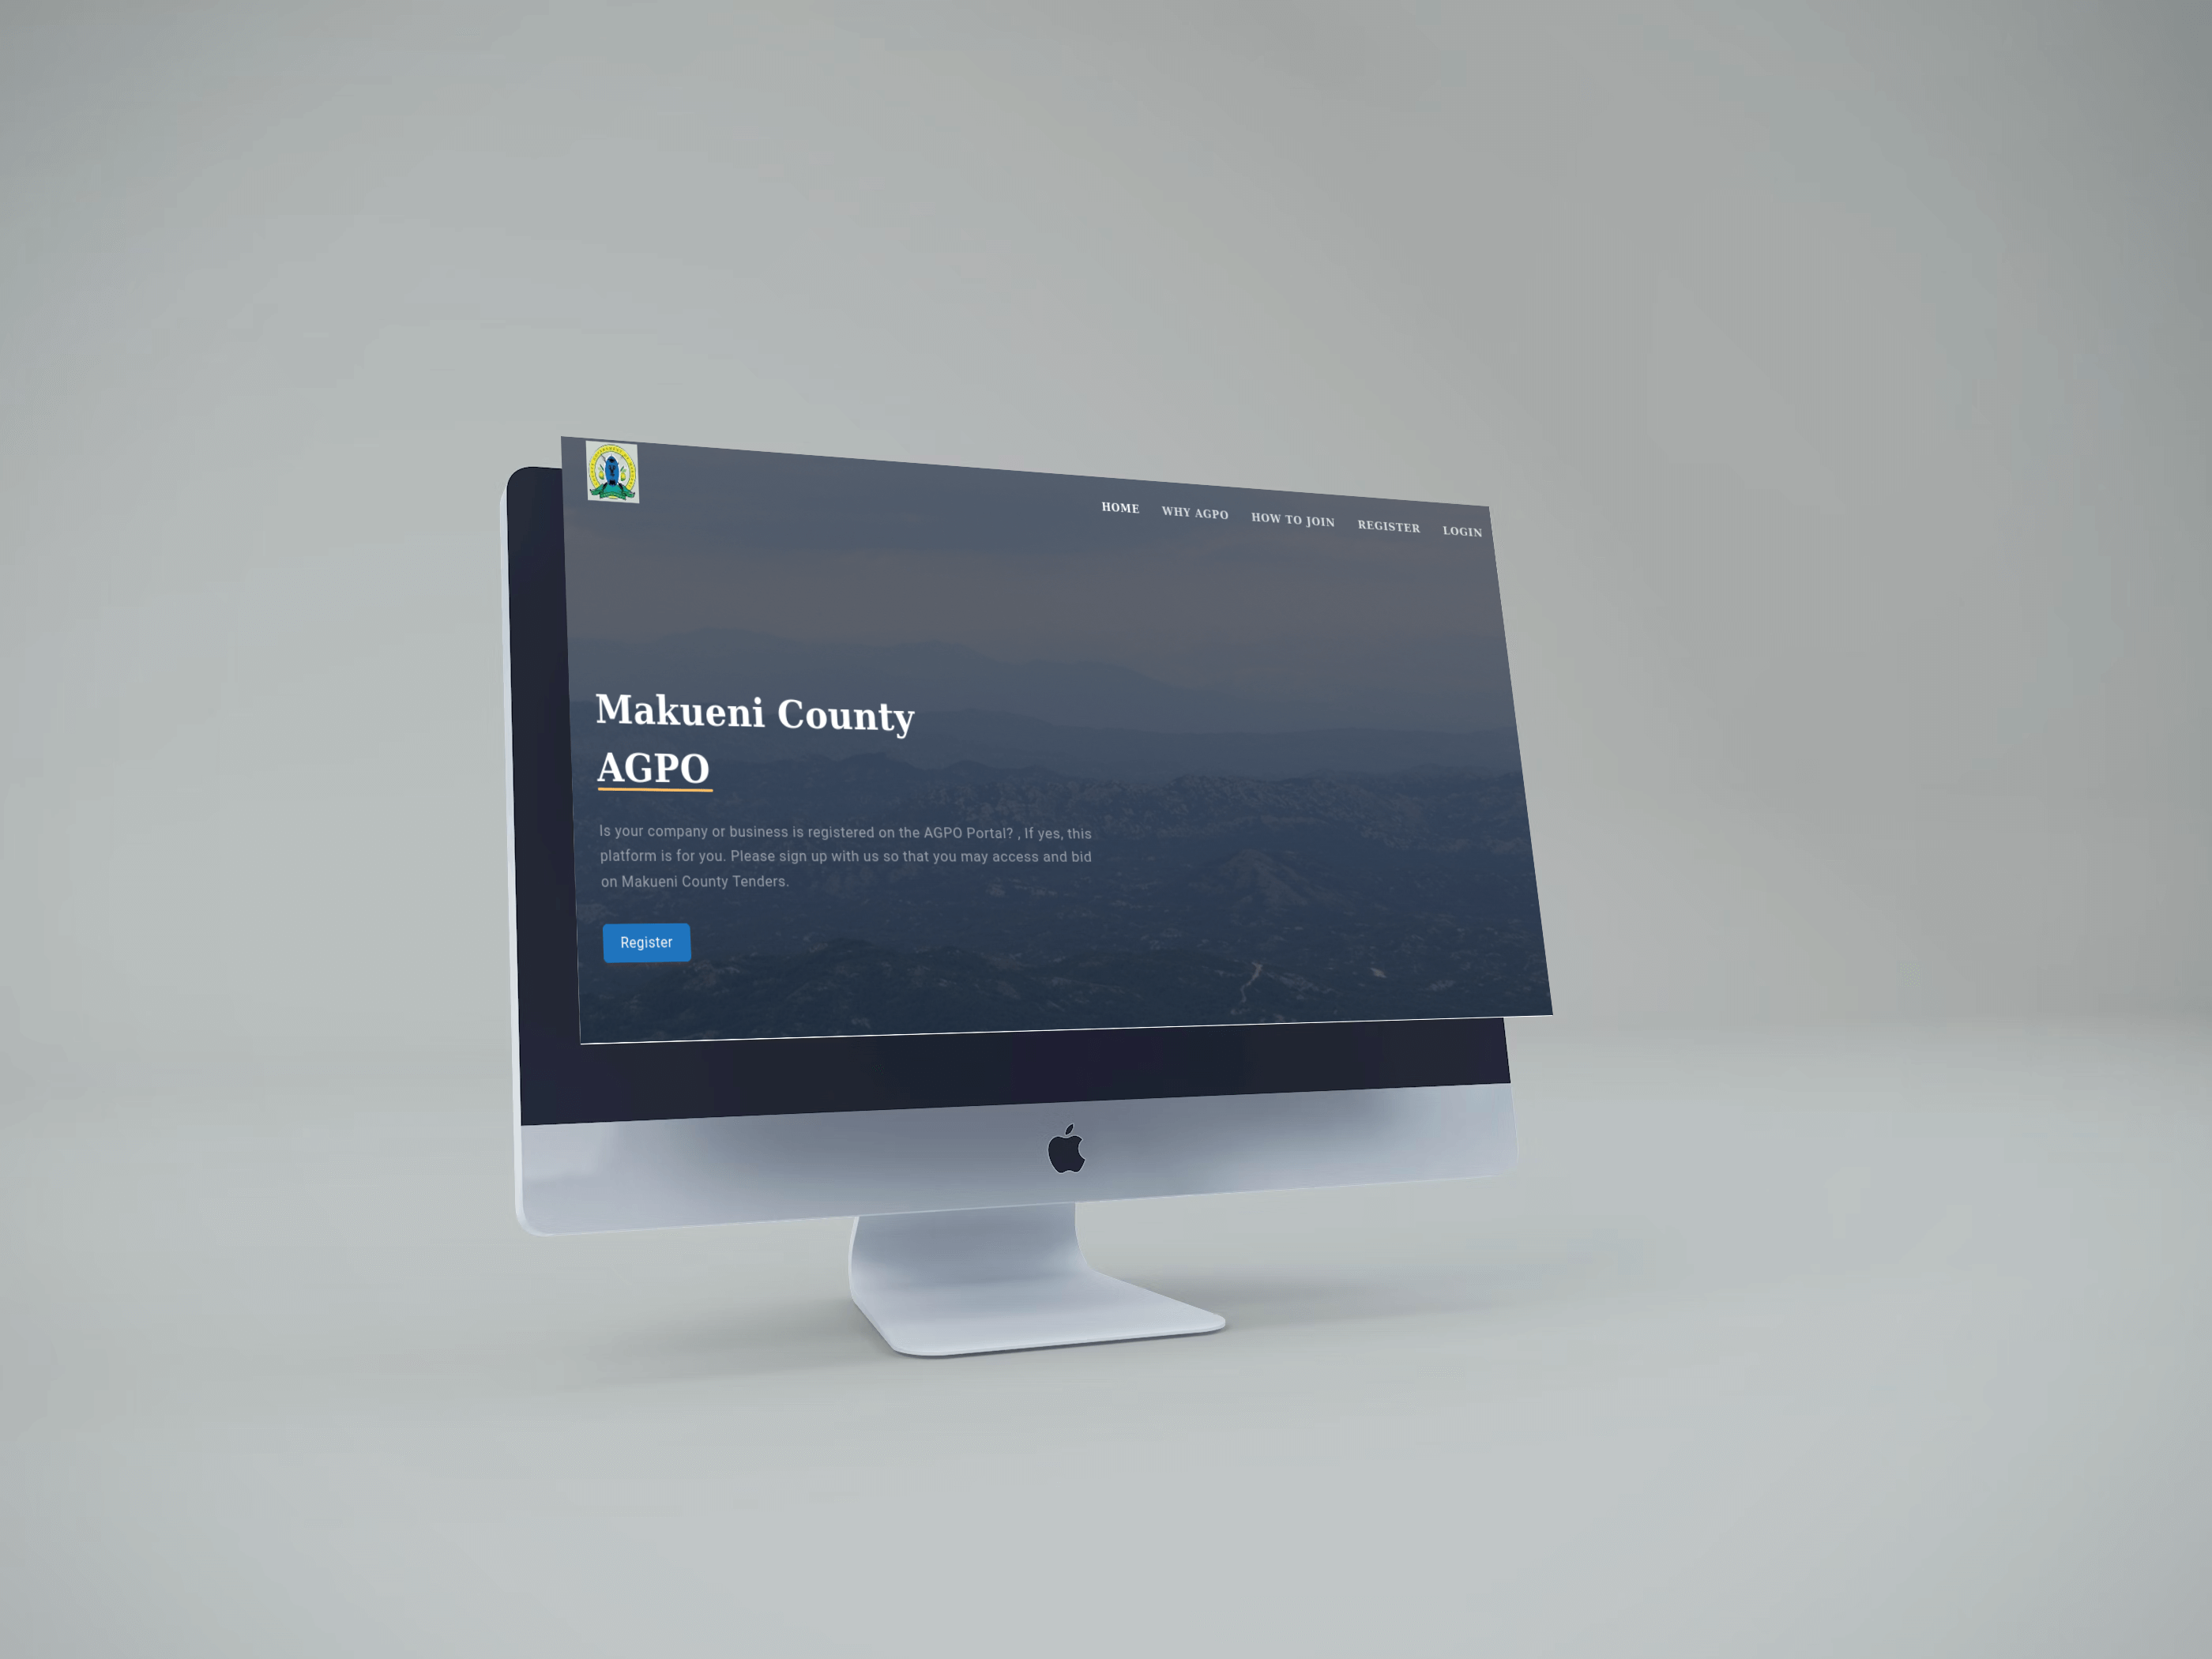 HOME WHY AGPO HOW TO JOIN REGISTER LOGIN
Makueni County
AGPO
Is your company or business is registered on the AGPO Portal? , If yes, this
platform is for you. Please sign up with us so that you may access and bid
on Makueni County Tenders.
Register